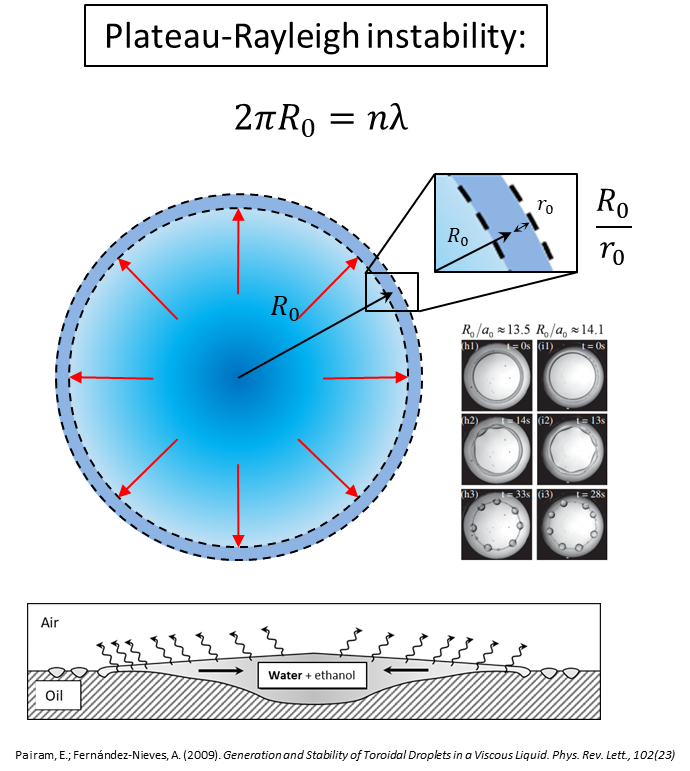 Plateau-Rayleigh instability:
2πR₀ = nλ
R₀
R₀
r₀
R₀
r₀
R₀/a₀ ≈ 13.5 R₀/a₀ ≈ 14.1
(h1) t = 0s (i1) t = 0s
(h2) t = 14s (i2) t = 13s
(h3) t = 33s (i3) t = 28s
Air
Water + ethanol
Oil
Pairam, E.; Fernández-Nieves, A. (2009). Generation and Stability of Toroidal Droplets in a Viscous Liquid. Phys. Rev. Lett., 102(23)